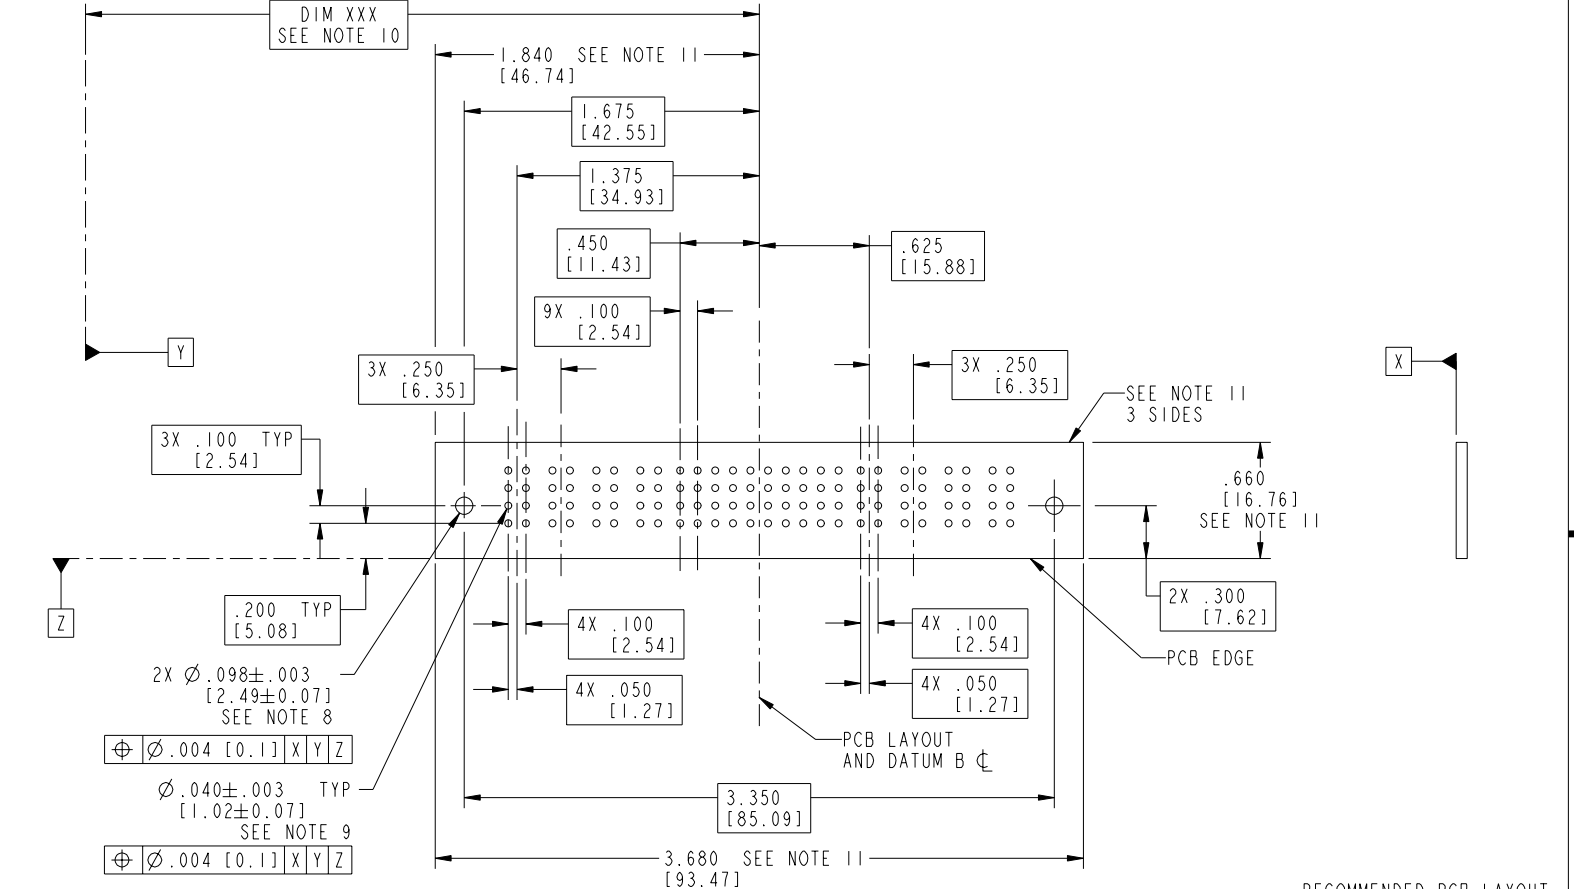 DIM XXX
SEE NOTE 10
1.840 SEE NOTE 11
[46.74]
1.675
[42.55]
1.375
[34.93]
.450
[11.43]
.625
[15.88]
9X .100
[2.54]
Y
X
3X .250
[6.35]
3X .250
[6.35]
SEE NOTE 11
3 SIDES
3X .100 TYP
[2.54]
.660
[16.76]
SEE NOTE 11
Z
.200 TYP
[5.08]
4X .100
[2.54]
4X .100
[2.54]
2X .300
[7.62]
PCB EDGE
2X Ø.098±.003
[2.49±0.07]
SEE NOTE 8
4X .050
[1.27]
4X .050
[1.27]
⌖ Ø.004 [0.1] X Y Z
PCB LAYOUT
AND DATUM B ℄
Ø.040±.003 TYP
[1.02±0.07]
SEE NOTE 9
3.350
[85.09]
⌖ Ø.004 [0.1] X Y Z
3.680 SEE NOTE 11
[93.47]
RECOMMENDED PCB LAYOUT